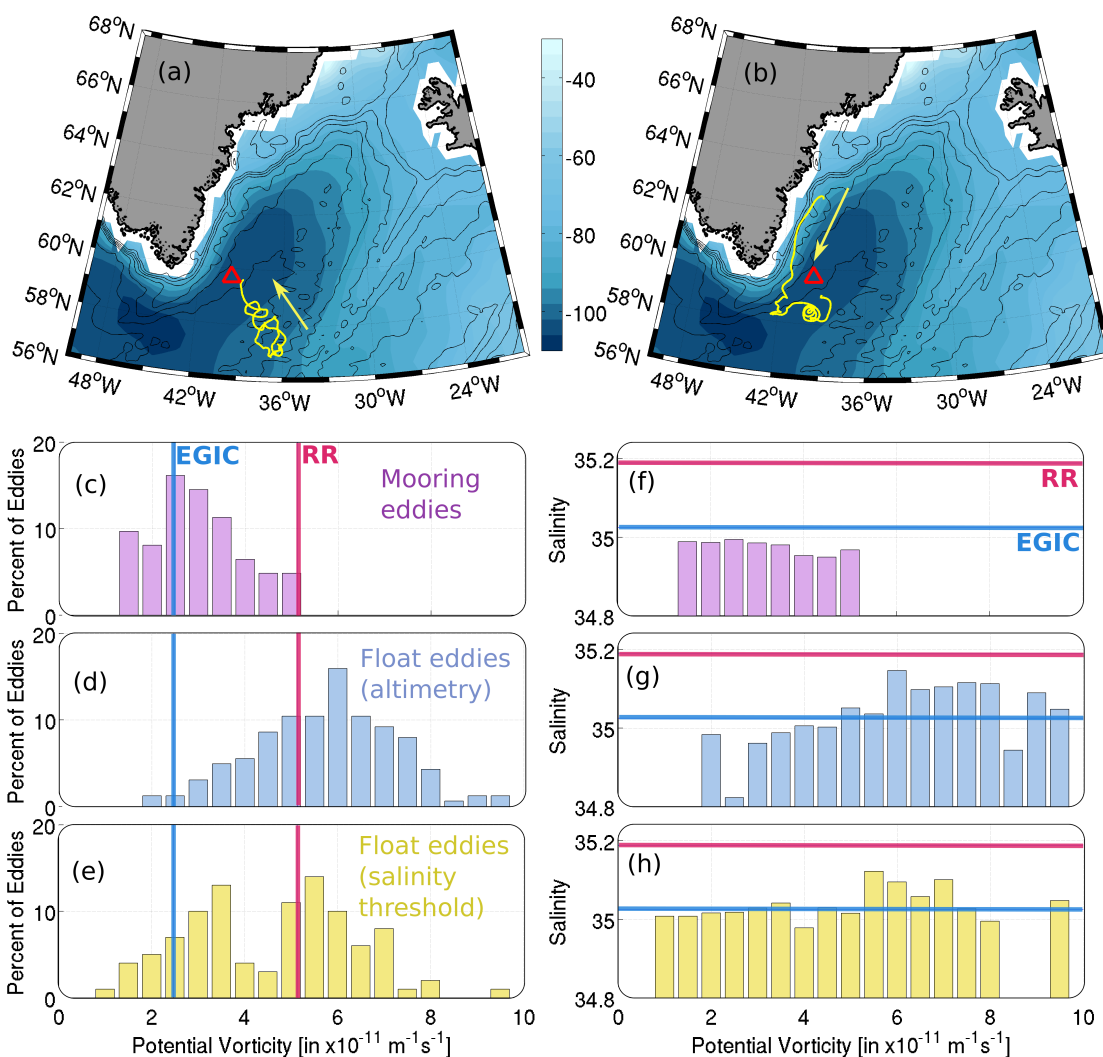 (a)
68°N
66°N
64°N
62°N
60°N
58°N
56°N
48°W
42°W
36°W
30°W
24°W
-40
-60
-80
-100
(b)
68°N
66°N
64°N
62°N
60°N
58°N
56°N
48°W
42°W
36°W
30°W
24°W
(c)
EGIC
RR
Mooring
eddies
Percent of Eddies
20
10
0
(f)
RR
EGIC
Salinity
35.2
35
34.8
(d)
Float eddies
(altimetry)
Percent of Eddies
20
10
0
(g)
Salinity
35.2
35
34.8
(e)
Float eddies
(salinity
threshold)
Percent of Eddies
20
10
0
0 2 4 6 8 10
Potential Vorticity [in x10⁻¹¹ m⁻¹s⁻¹]
(h)
Salinity
35.2
35
34.8
0 2 4 6 8 10
Potential Vorticity [in x10⁻¹¹ m⁻¹s⁻¹]